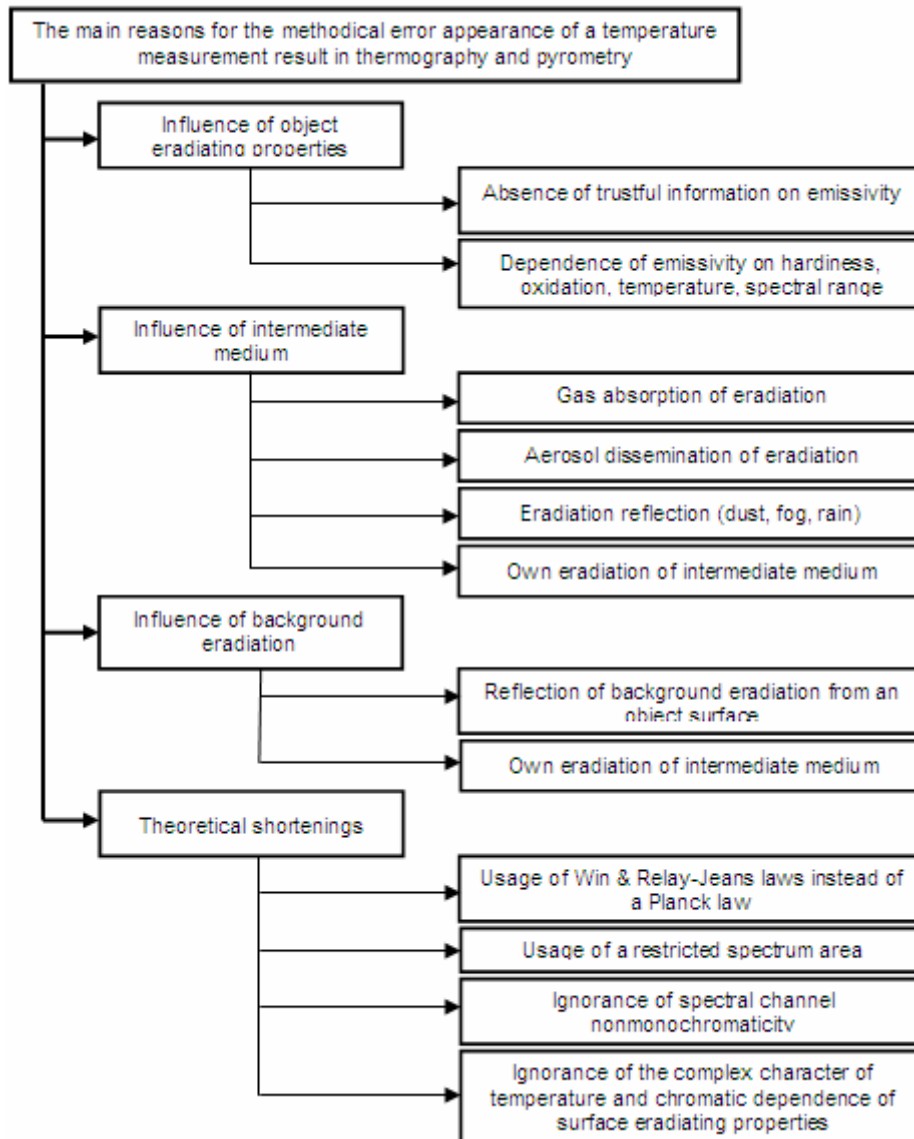 The main reasons for the methodical error appearance of a temperature
measurement result in thermography and pyrometry
Influence of object
eradiating properties
Absence of trustful information on emissivity
Dependence of emissivity on hardiness,
oxidation, temperature, spectral range
Influence of intermediate
medium
Gas absorption of eradiation
Aerosol dissemination of eradiation
Eradiation reflection (dust, fog, rain)
Own eradiation of intermediate medium
Influence of background
eradiation
Reflection of background eradiation from an
object surface
Own eradiation of intermediate medium
Theoretical shortenings
Usage of Win & Relay-Jeans laws instead of
a Planck law
Usage of a restricted spectrum area
Ignorance of spectral channel
nonmonochromaticity
Ignorance of the complex character of
temperature and chromatic dependence of
surface eradiating properties